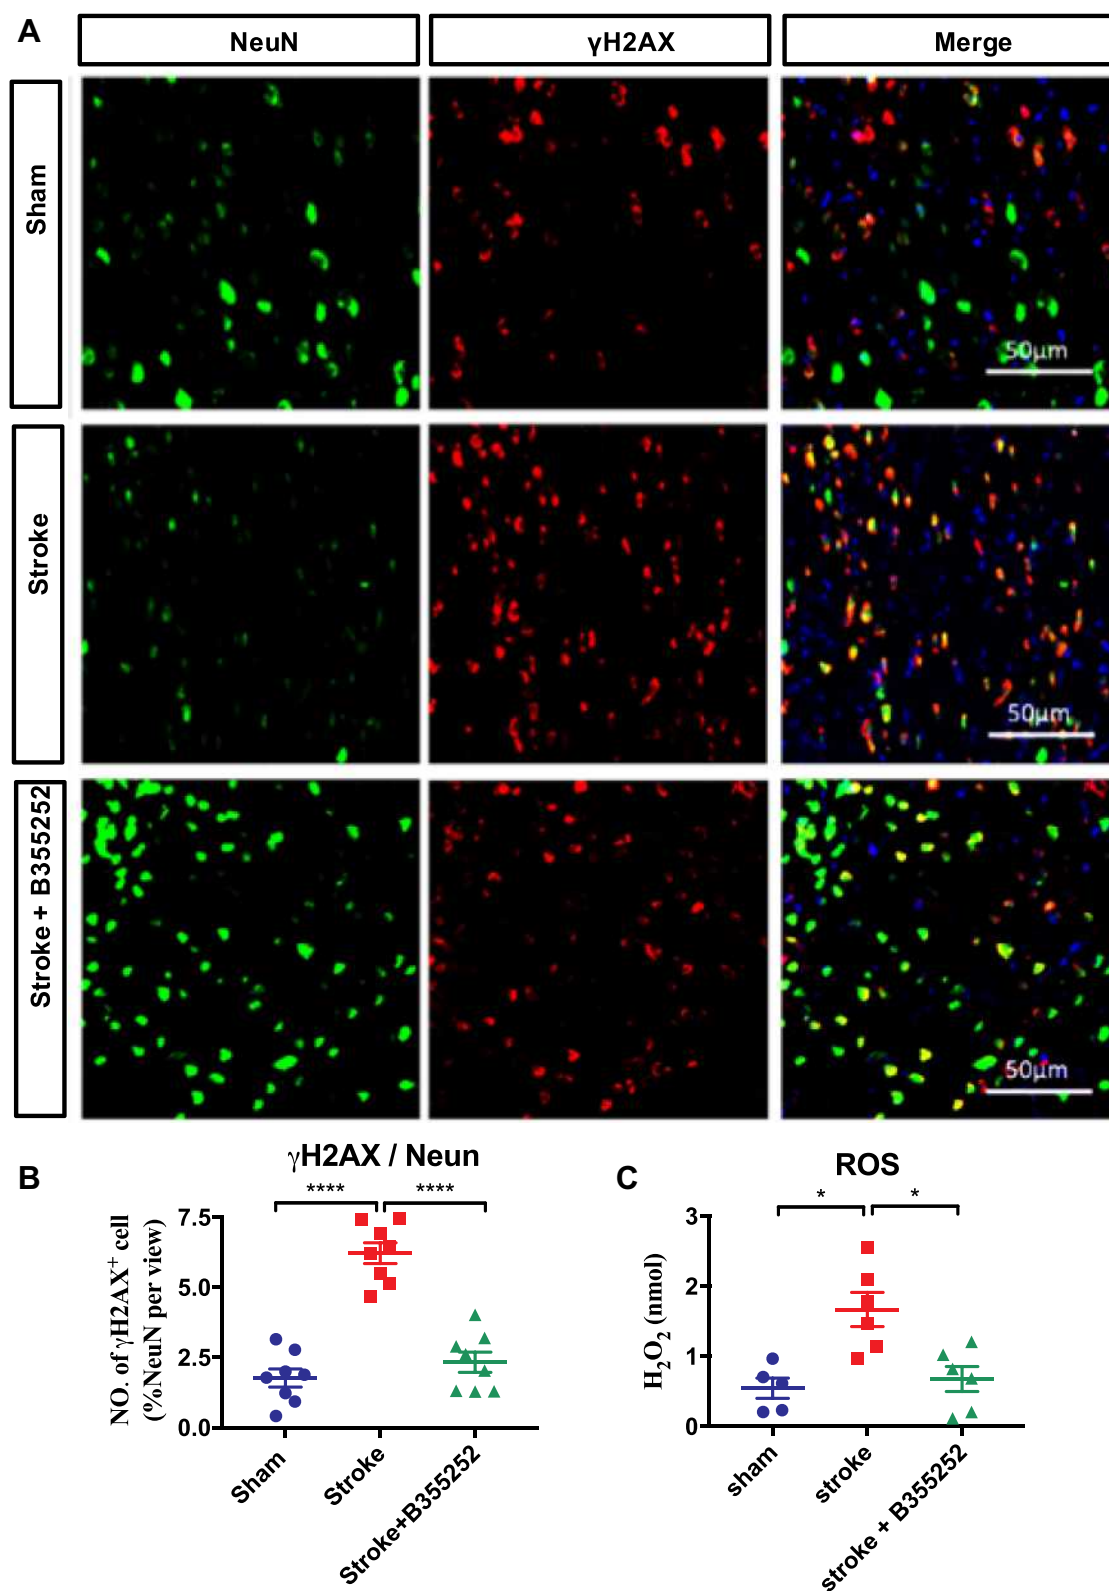 A
NeuN
γH2AX
Merge
Sham
50μm
Stroke
50μm
Stroke + B355252
50μm
B
γH2AX / Neun
**** ****
NO. of γH2AX⁺ cell
(%NeuN per view)
7.5
5.0
2.5
0.0
Sham
Stroke
Stroke+B355252
C
ROS
* *
H₂O₂ (nmol)
3
2
1
0
sham
stroke
stroke + B355252